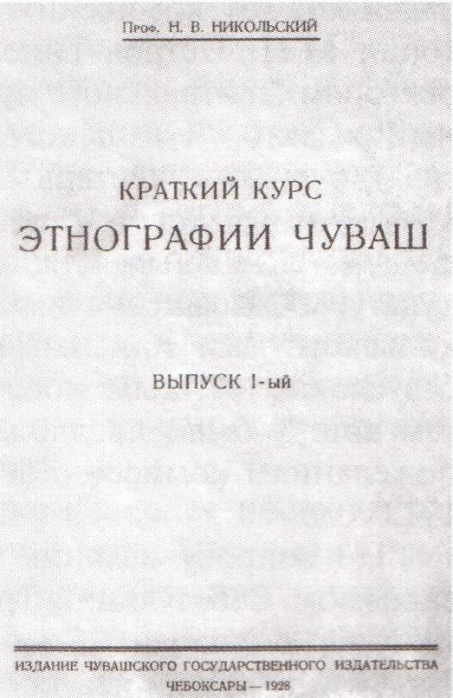 Проф. Н. В. НИКОЛЬСКИЙ
КРАТКИЙ КУРС
ЭТНОГРАФИИ ЧУВАШ
ВЫПУСК I-ый
ИЗДАНИЕ ЧУВАШСКОГО ГОСУДАРСТВЕННОГО ИЗДАТЕЛЬСТВА
ЧЕБОКСАРЫ—1928